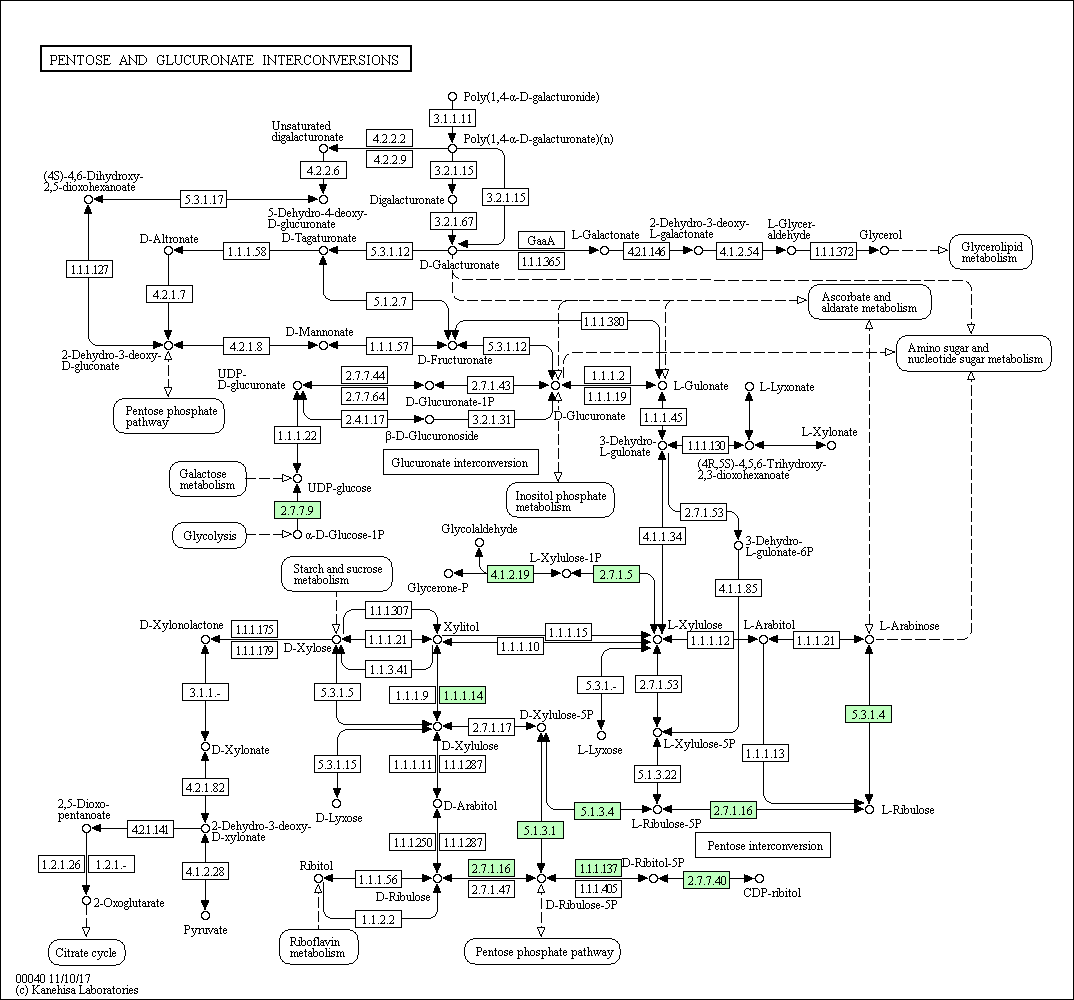 PENTOSE AND GLUCURONATE INTERCONVERSIONS
Poly(1,4-α-D-galacturonide)
3.1.1.11
Unsaturated
digalacturonate
4.2.2.2
Poly(1,4-α-D-galacturonate)(n)
4.2.2.9
(4S)-4,6-Dihydroxy-
2,5-dioxohexanoate
4.2.2.6
3.2.1.15
5.3.1.17
Digalacturonate
3.2.1.15
5-Dehydro-4-deoxy-
D-glucuronate
3.2.1.67
D-Altronate
D-Tagaturonate
1.1.1.58
5.3.1.12
D-Galacturonate
GaaA
1.1.1365
L-Galactonate
4.2.1.146
2-Dehydro-3-deoxy-
L-galactonate
4.1.2.54
L-Glycer-
aldehyde
1.1.1372
Glycerol
Glycerolipid
metabolism
1.1.1.127
4.2.1.7
5.1.2.7
Ascorbate and
aldarate metabolism
1.1.1.380
D-Mannonate
2-Dehydro-3-deoxy-
D-gluconate
4.2.1.8
1.1.1.57
D-Fructuronate
5.3.1.12
Amino sugar and
nucleotide sugar metabolism
UDP-
D-glucuronate
2.7.7.44
2.7.7.64
D-Glucuronate-1P
2.7.1.43
1.1.1.2
1.1.1.19
L-Gulonate
L-Lyxonate
Pentose phosphate
pathway
2.4.1.17
β-D-Glucuronoside
3.2.1.31
D-Glucuronate
1.1.1.45
1.1.1.22
3-Dehydro-
L-gulonate
1.1.1.130
L-Xylonate
(4R,5S)-4,5,6-Trihydroxy-
2,3-dioxohexanoate
Glucuronate interconversion
Galactose
metabolism
UDP-glucose
Inositol phosphate
metabolism
2.7.7.9
2.7.1.53
Glycolysis
α-D-Glucose-1P
Glycolaldehyde
4.1.1.34
3-Dehydro-
L-gulonate-6P
Starch and sucrose
metabolism
Glycerone-P
4.1.2.19
L-Xylulose-1P
2.7.1.5
4.1.1.85
1.1.1307
D-Xylonolactone
1.1.1.175
1.1.1.179
D-Xylose
1.1.1.21
Xylitol
1.1.1.15
1.1.1.10
L-Xylulose
1.1.1.12
L-Arabitol
1.1.1.21
L-Arabinose
1.1.3.41
3.1.1.-
5.3.1.5
1.1.1.9
1.1.1.14
5.3.1.-
2.7.1.53
5.3.1.4
D-Xylonate
D-Xylulose
2.7.1.17
D-Xylulose-5P
L-Lyxose
L-Xylulose-5P
1.1.1.13
5.3.1.15
1.1.1.11
1.1.1287
5.1.3.22
4.2.1.82
D-Lyxose
D-Arabitol
5.1.3.4
L-Ribulose-5P
2.7.1.16
L-Ribulose
2,5-Dioxo-
pentanoate
4.2.1.141
2-Dehydro-3-deoxy-
D-xylonate
5.1.3.1
Pentose interconversion
1.2.1.26
1.2.1.-
4.1.2.28
1.1.1250
1.1.1287
Ribitol
1.1.1.56
D-Ribulose
2.7.1.16
2.7.1.47
1.1.1.137
1.1.1.405
D-Ribitol-5P
2.7.7.40
CDP-ribitol
2-Oxoglutarate
Pyruvate
1.1.2.2
D-Ribulose-5P
Citrate cycle
Riboflavin
metabolism
Pentose phosphate pathway
00040 11/10/17
(c) Kanehisa Laboratories